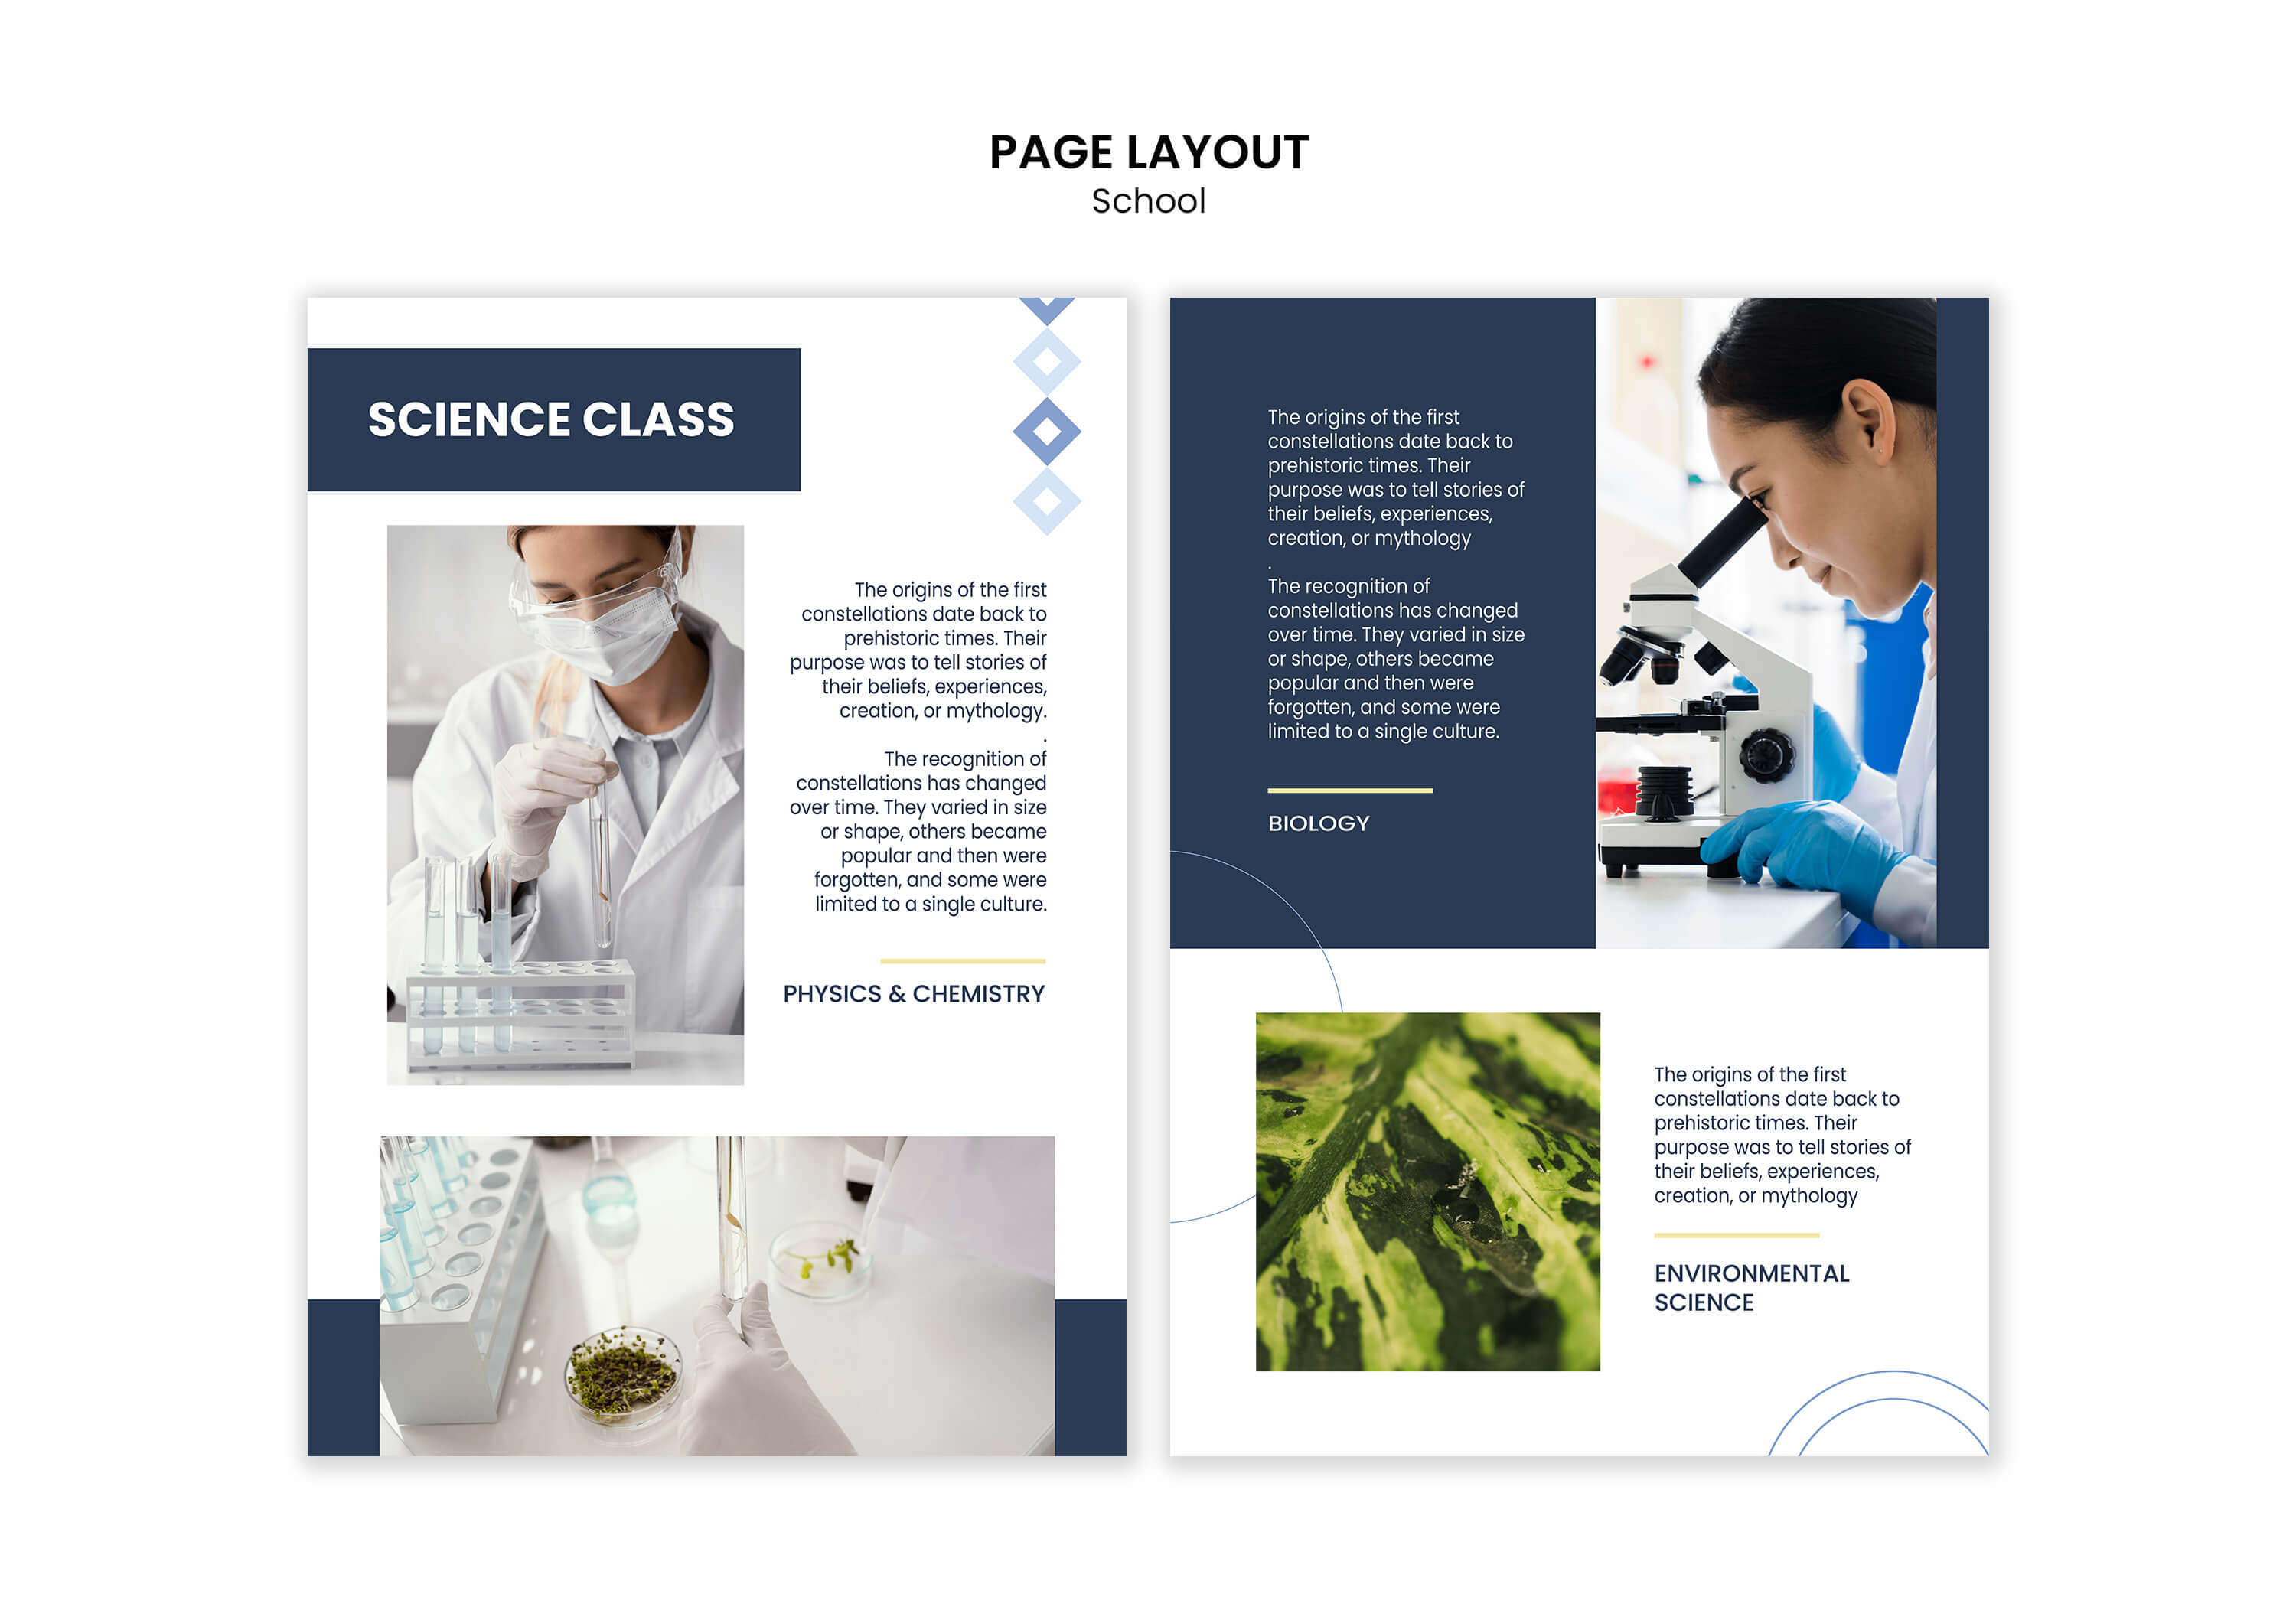 PAGE LAYOUT
School
SCIENCE CLASS
The origins of the first
constellations date back to
prehistoric times. Their
purpose was to tell stories of
their beliefs, experiences,
creation, or mythology.
.
The recognition of
constellations has changed
over time. They varied in size
or shape, others became
popular and then were
forgotten, and some were
limited to a single culture.
PHYSICS & CHEMISTRY
The origins of the first
constellations date back to
prehistoric times. Their
purpose was to tell stories of
their beliefs, experiences,
creation, or mythology
.
The recognition of
constellations has changed
over time. They varied in size
or shape, others became
popular and then were
forgotten, and some were
limited to a single culture.
BIOLOGY
The origins of the first
constellations date back to
prehistoric times. Their
purpose was to tell stories of
their beliefs, experiences,
creation, or mythology
ENVIRONMENTAL
SCIENCE